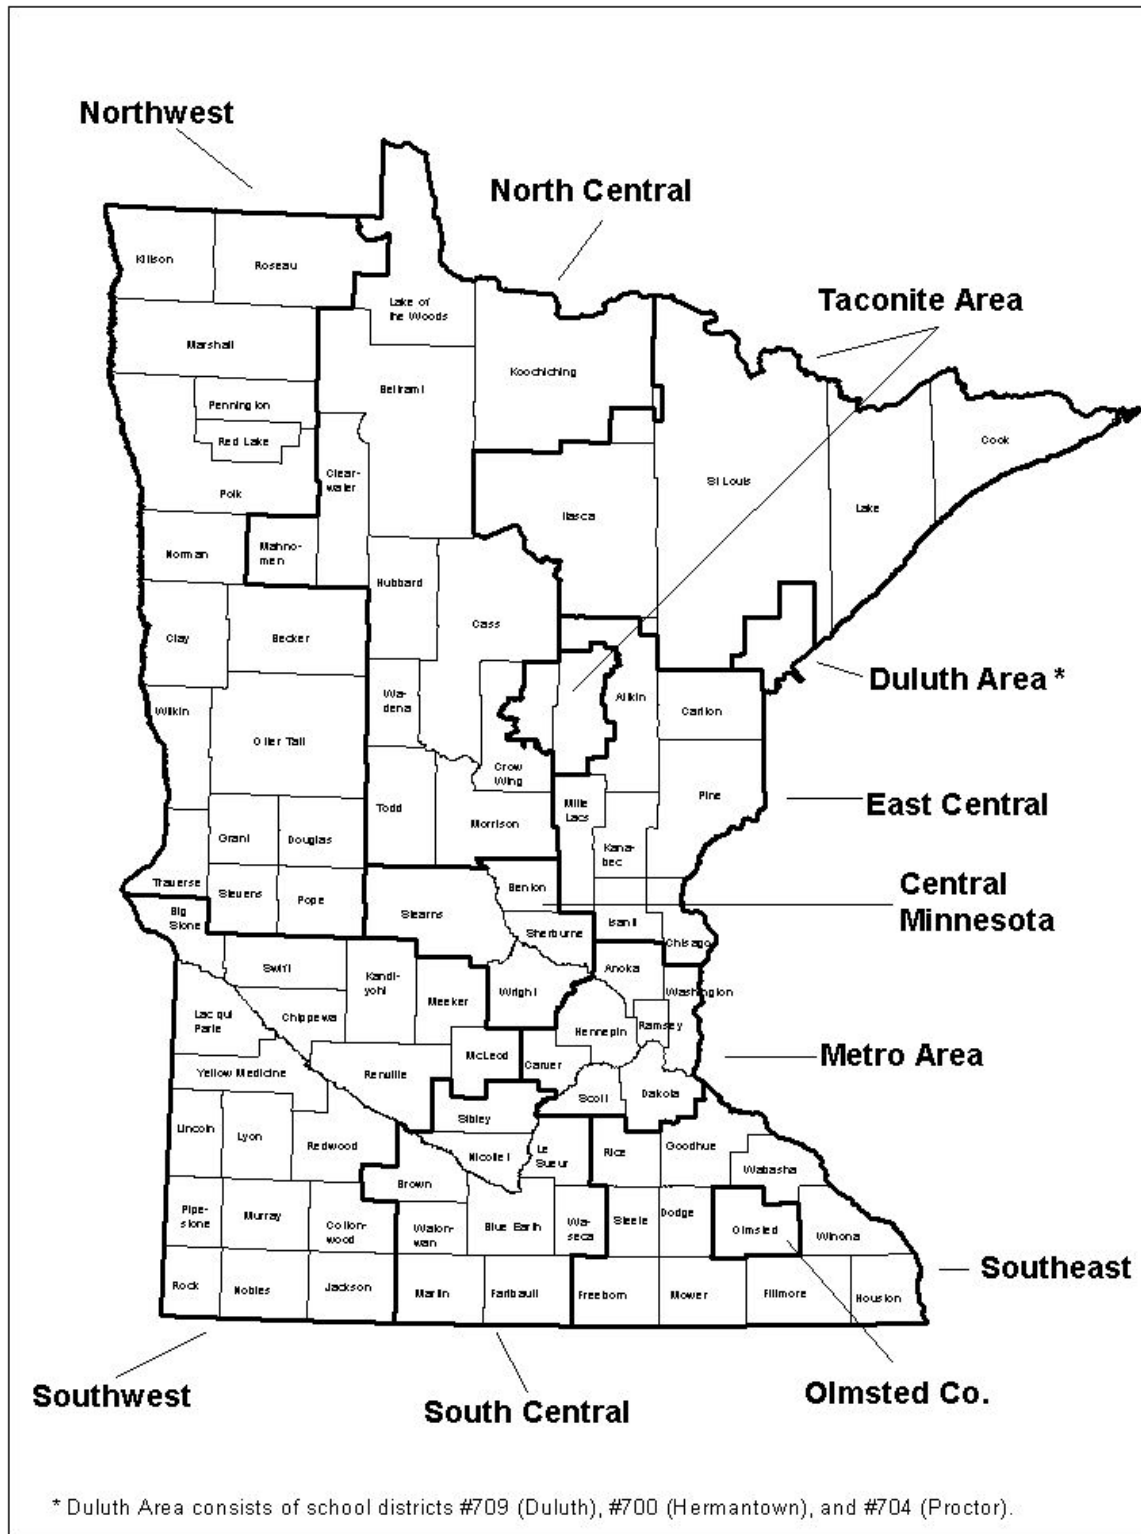 Northwest
North Central
Taconite Area
Kittson
Roseau
Lake of
the Woods
Marshall
Koochiching
Beltrami
Pennington
Red Lake
Cook
Clear-
water
St Louis
Polk
Lake
Itasca
Norman
Mahno-
men
Hubbard
Cass
Clay
Becker
Duluth Area *
Aitkin
Wa-
dena
Carlton
Wilkin
Otter Tail
Crow
Wing
Pine
East Central
Todd
Mille
Lacs
Morrison
Grant
Douglas
Kana-
bec
Traverse
Stevens
Pope
Benton
Central
Minnesota
Big
Stone
Stearns
Isanti
Sherburne
Chisago
Swift
Kandi-
yohi
Anoka
Meeker
Wright
Washington
Lac qui
Parle
Chippewa
Hennepin
Ramsey
McLeod
Carver
Metro Area
Yellow Medicine
Renville
Scott
Dakota
Sibley
Lincoln
Lyon
Redwood
Nicollet
Le
Sueur
Rice
Goodhue
Wabasha
Brown
Pipe-
stone
Murray
Cotton-
wood
Waton-
wan
Blue Earth
Wa-
seca
Steele
Dodge
Olmsted
Winona
Southeast
Rock
Nobles
Jackson
Martin
Faribault
Freeborn
Mower
Fillmore
Houston
Southwest
South Central
Olmsted Co.
* Duluth Area consists of school districts #709 (Duluth), #700 (Hermantown), and #704 (Proctor).